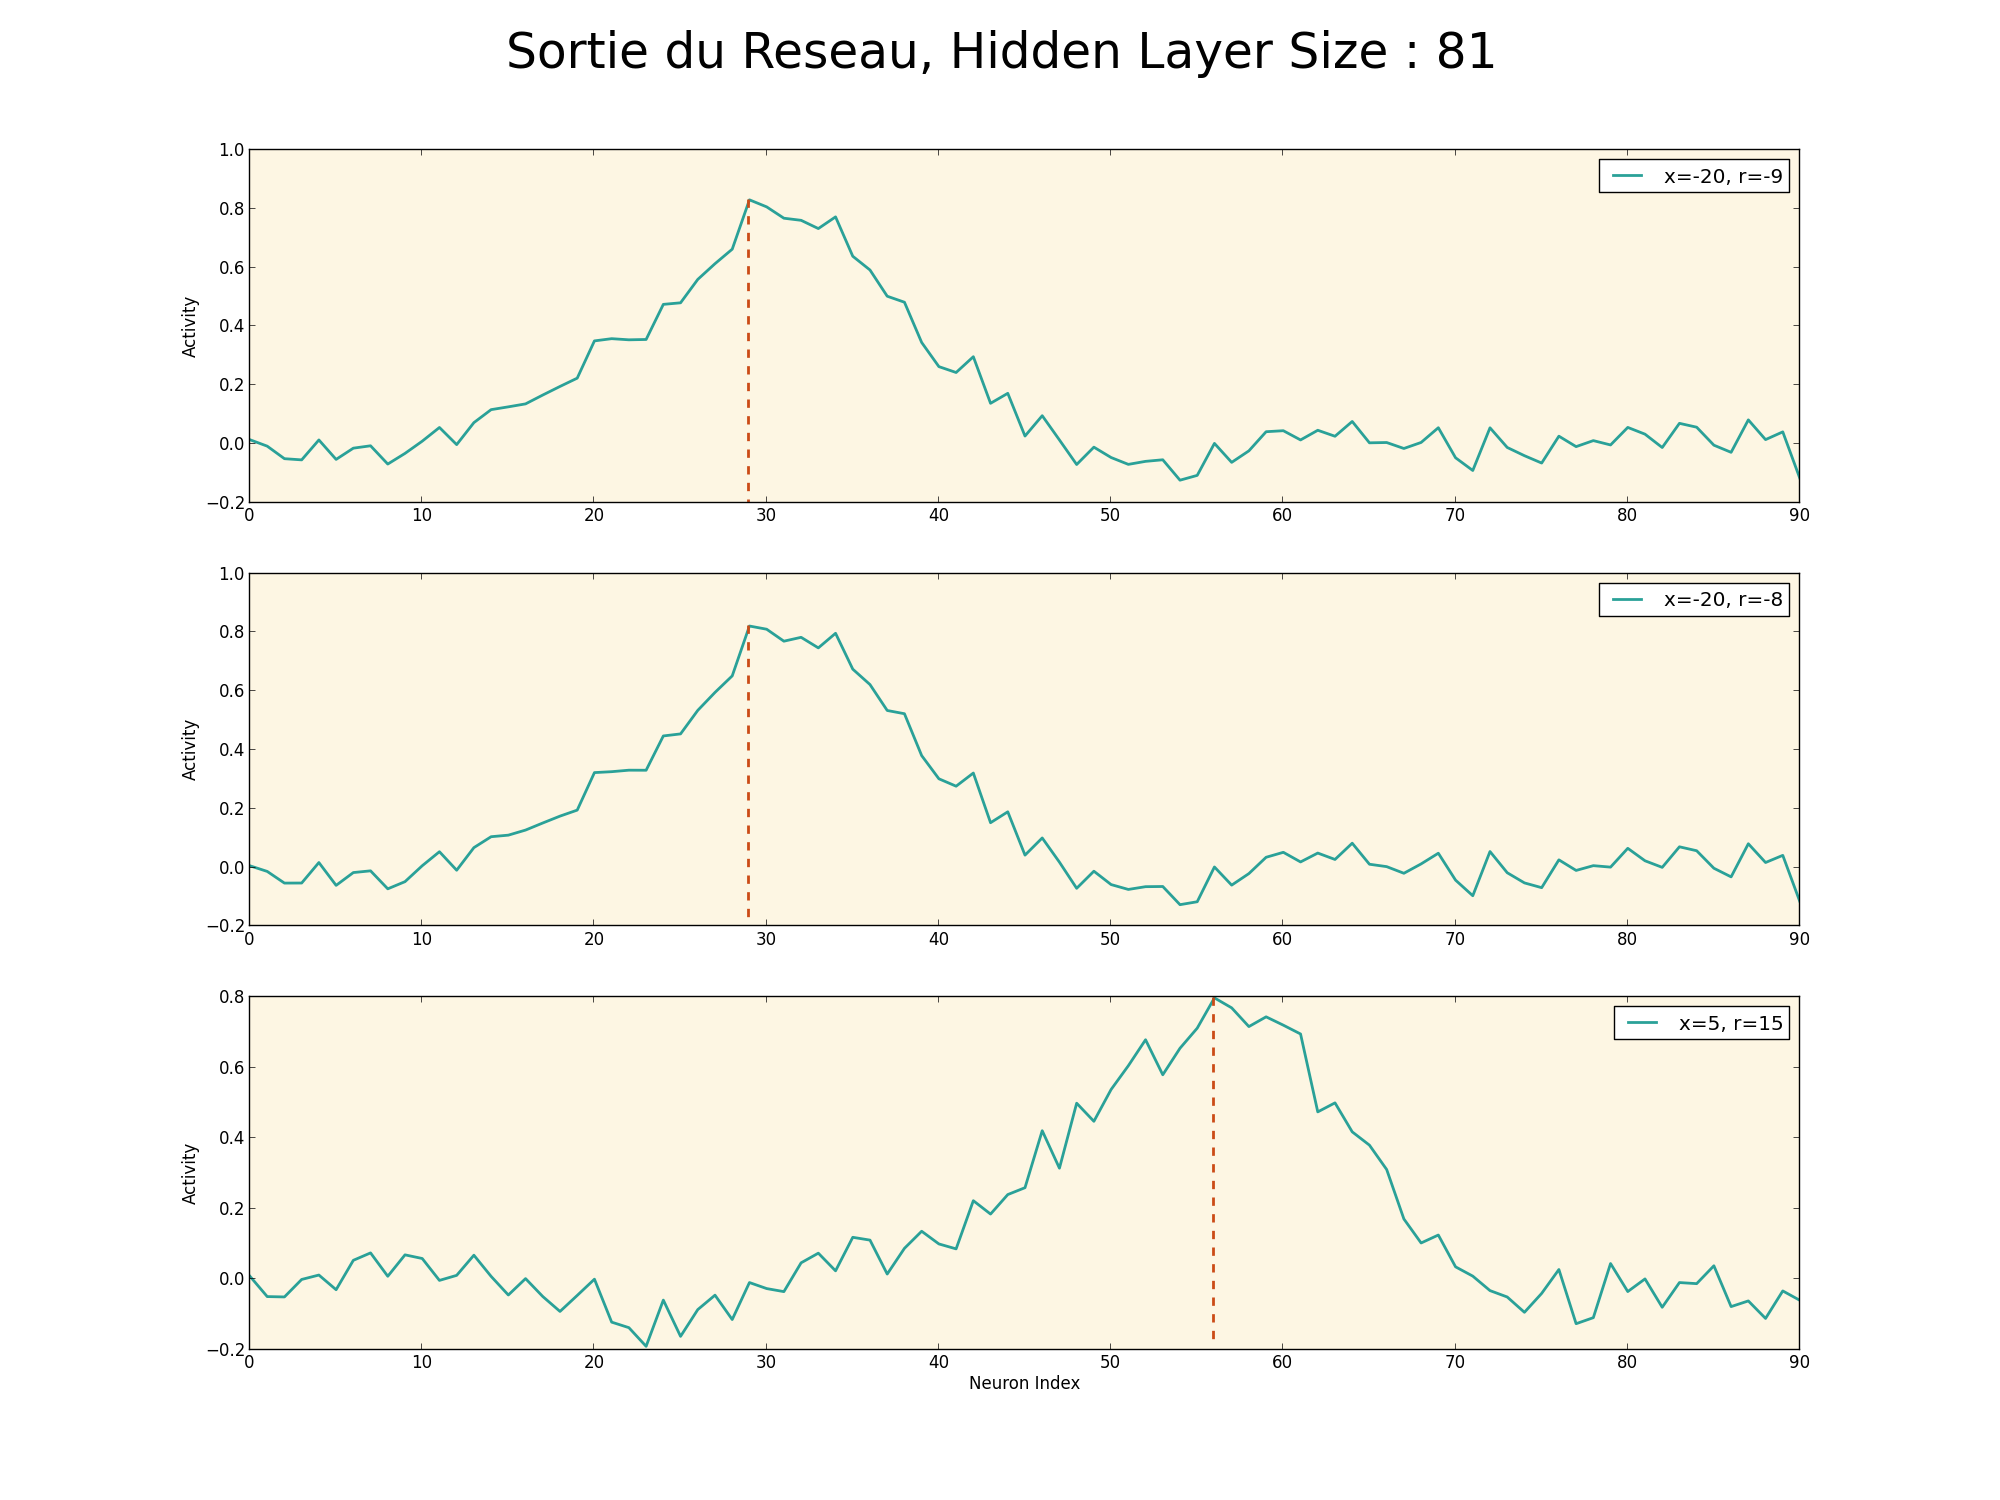 Sortie du Reseau, Hidden Layer Size : 81
1.0
x=-20, r=-9
0.8
0.6
Activity
0.4
0.2
0.0
−0.2
0 10 20 30 40 50 60 70 80 90
1.0
x=-20, r=-8
0.8
0.6
Activity
0.4
0.2
0.0
−0.2
0 10 20 30 40 50 60 70 80 90
0.8
x=5, r=15
0.6
0.4
Activity
0.2
0.0
−0.2
0 10 20 30 40 50 60 70 80 90
Neuron Index